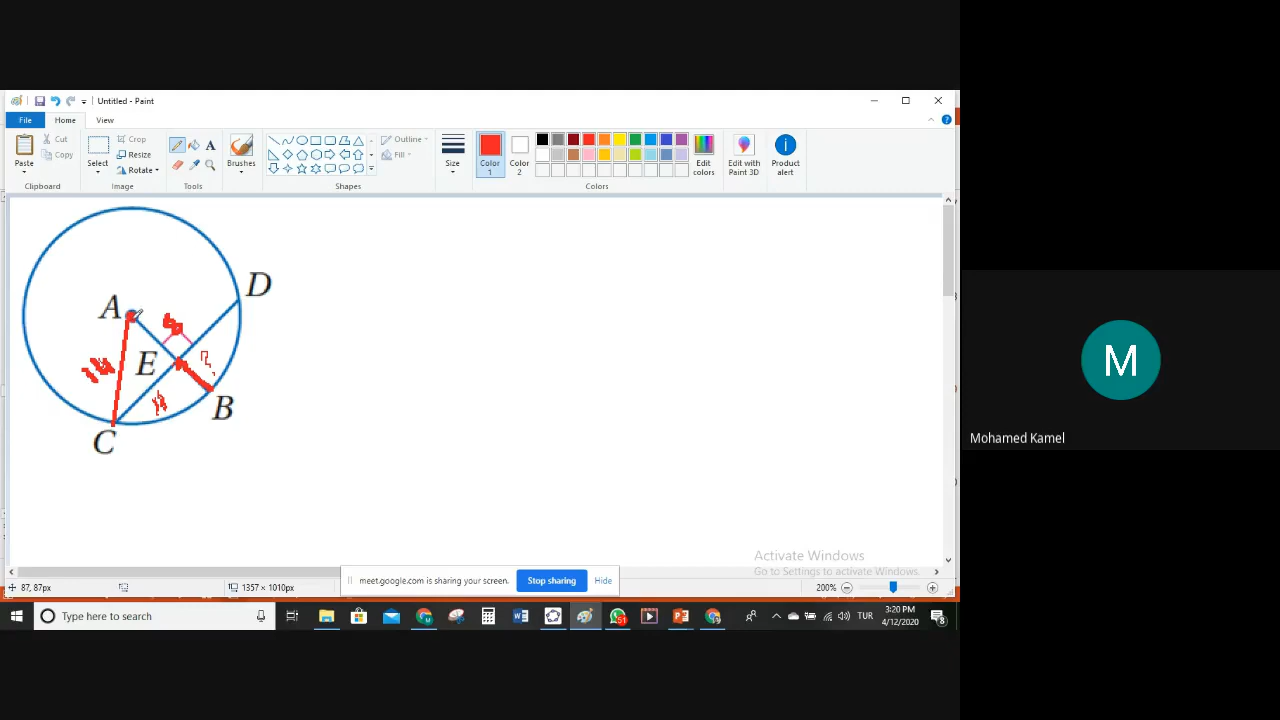 Untitled - Paint
File
Home
View
Paste
Cut
Copy
Clipboard
Select
Crop
Resize
Rotate
Image
A
Tools
Brushes
Outline
Fill
Shapes
Size
Color 1
Color 2
Colors
Edit colors
Edit with Paint 3D
Product alert
D
A
E
B
C
Mohamed Kamel
M
Activate Windows
Go to Settings to activate Windows.
meet.google.com is sharing your screen.
Stop sharing
Hide
87, 87px
1357 × 1010px
200%
Type here to search
51
TUR
3:20 PM
4/12/2020
8